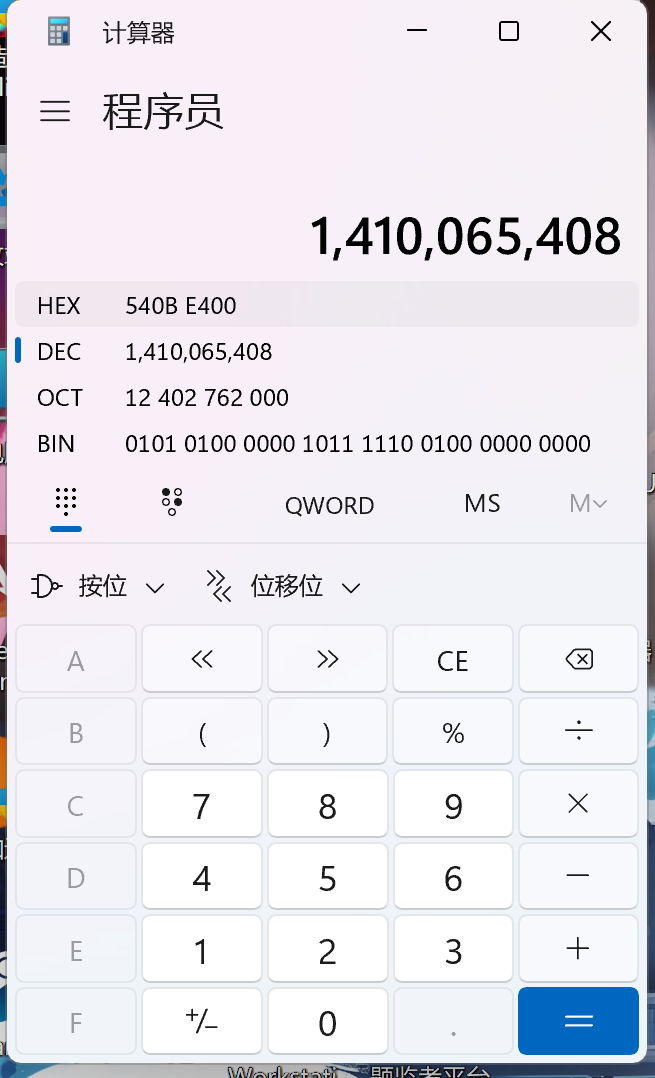 计算器
程序员
1,410,065,408
HEX 540B E400
DEC 1,410,065,408
OCT 12 402 762 000
BIN 0101 0100 0000 1011 1110 0100 0000 0000
QWORD MS M
按位 位移位
A CE
B ( ) % ÷
C 7 8 9 ×
D 4 5 6 −
E 1 2 3 +
F +/− 0 . =